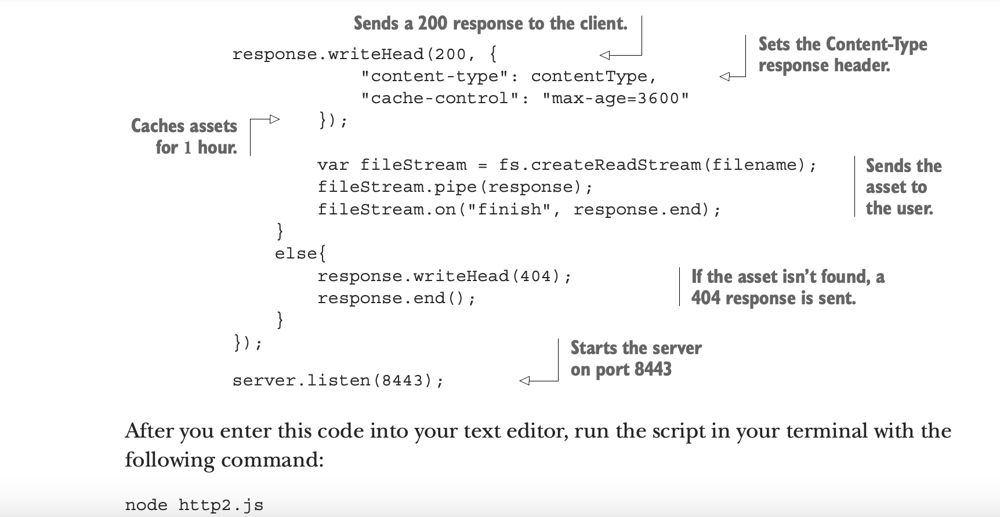 Sends a 200 response to the client.
response.writeHead(200, {
Sets the Content-Type
response header.
"content-type": contentType,
"cache-control": "max-age=3600"
});
Caches assets
for 1 hour.
var fileStream = fs.createReadStream(filename);
fileStream.pipe(response);
fileStream.on("finish", response.end);
Sends the
asset to
the user.
}
else{
response.writeHead(404);
response.end();
If the asset isn’t found, a
404 response is sent.
}
});
Starts the server
on port 8443
server.listen(8443);
After you enter this code into your text editor, run the script in your terminal with the
following command:
node http2.js